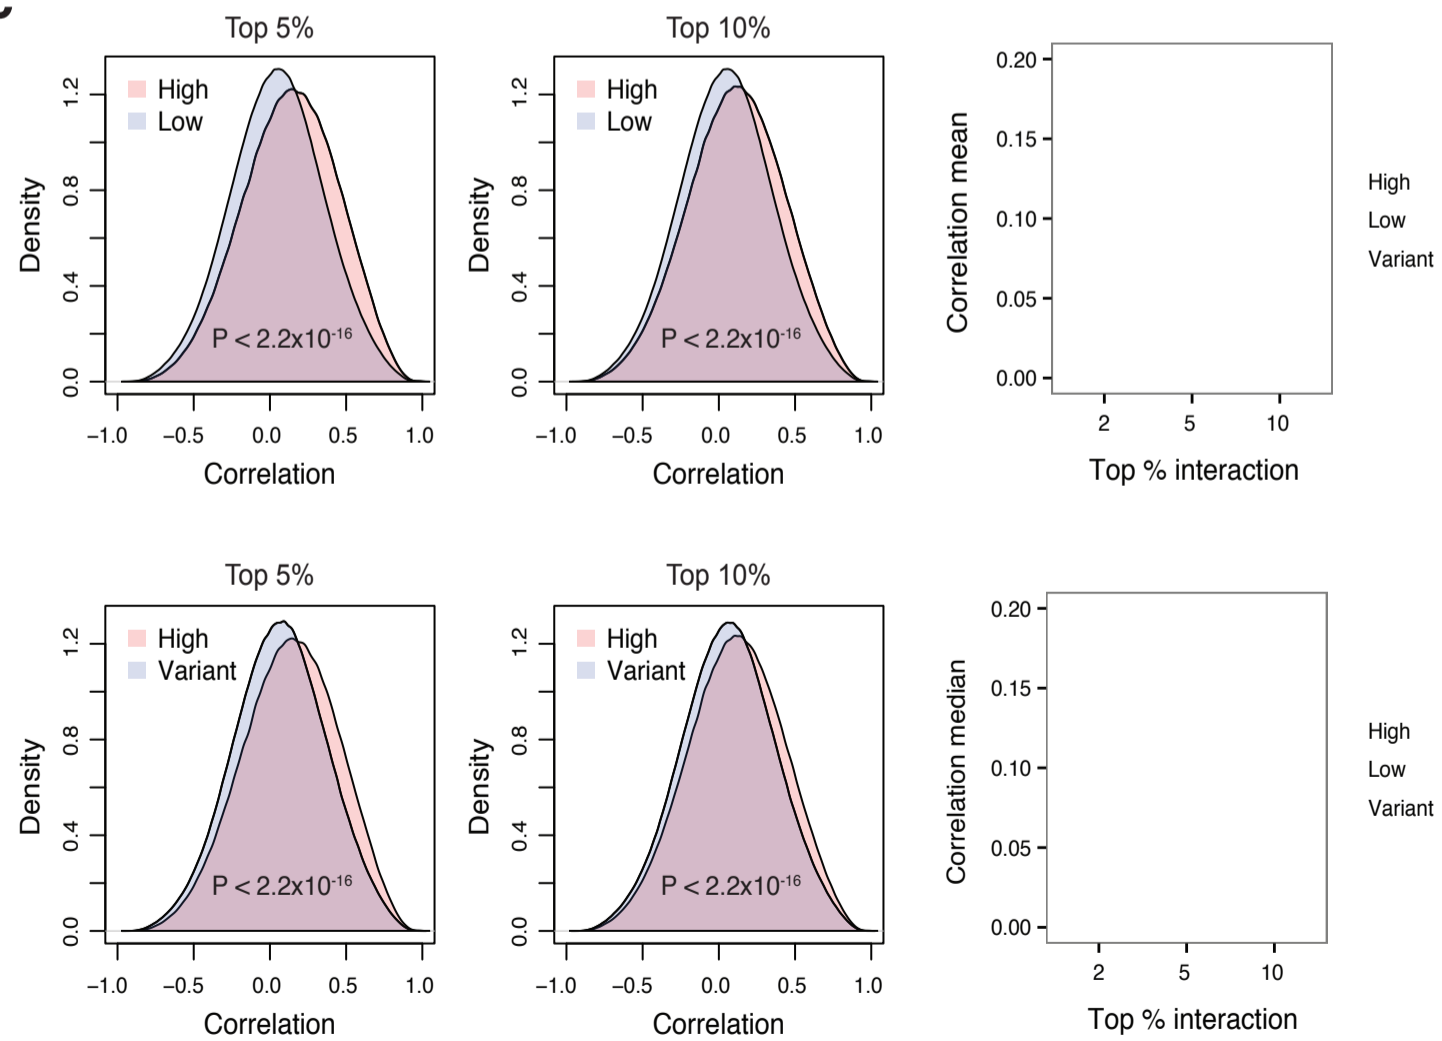 Top 5%
High
Low
P < 2.2x10-16
Density
0.0
0.4
0.8
1.2
−1.0 −0.5 0.0 0.5 1.0
Correlation
Top 10%
High
Low
P < 2.2x10-16
Density
0.0
0.4
0.8
1.2
−1.0 −0.5 0.0 0.5 1.0
Correlation
Correlation mean
0.20
0.15
0.10
0.05
0.00
2 5 10
Top % interaction
High
Low
Variant
Top 5%
High
Variant
P < 2.2x10-16
Density
0.0
0.4
0.8
1.2
−1.0 −0.5 0.0 0.5 1.0
Correlation
Top 10%
High
Variant
P < 2.2x10-16
Density
0.0
0.4
0.8
1.2
−1.0 −0.5 0.0 0.5 1.0
Correlation
Correlation median
0.20
0.15
0.10
0.05
0.00
2 5 10
Top % interaction
High
Low
Variant